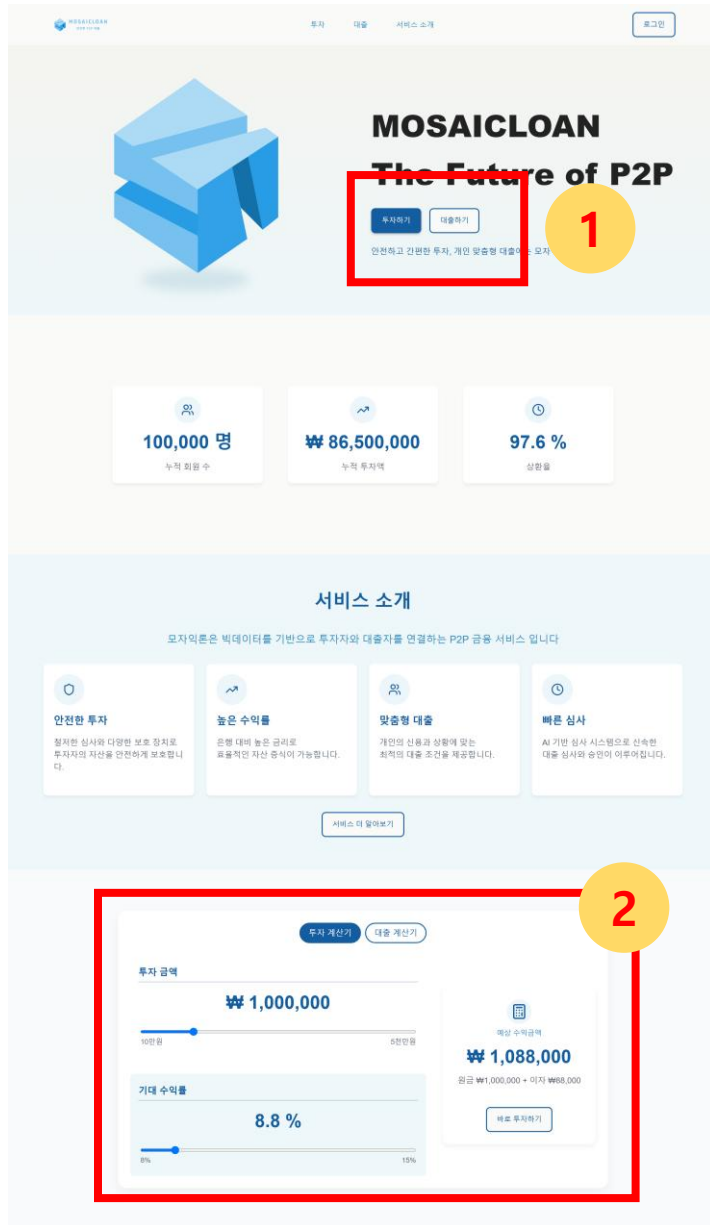 MOSAICLOAN
투자
대출
서비스 소개
로그인
MOSAICLOAN
The Future of P2P
투자하기
대출하기
1
안전하고 간편한 투자, 개인 맞춤형 대출 모자
100,000 명
누적 회원 수
₩ 86,500,000
누적 투자액
97.6 %
상환율
서비스 소개
모자익론은 빅데이터를 기반으로 투자자와 대출자를 연결하는 P2P 금융 서비스 입니다
안전한 투자
철저한 심사와 다양한 보호 장치로
투자자의 자산을 안전하게 보호합니
다.
높은 수익률
은행 대비 높은 금리로
효율적인 자산 증식이 가능합니다.
맞춤형 대출
개인의 신용과 상황에 맞는
최적의 대출 조건을 제공합니다.
빠른 심사
AI 기반 심사 시스템으로 신속한
대출 심사와 승인이 이루어집니다.
서비스 더 알아보기
2
투자 계산기
대출 계산기
투자 금액
₩ 1,000,000
10만원
5천만원
기대 수익률
8.8 %
8%
15%
예상 수익금액
₩ 1,088,000
원금 ₩1,000,000 + 이자 ₩88,000
바로 투자하기